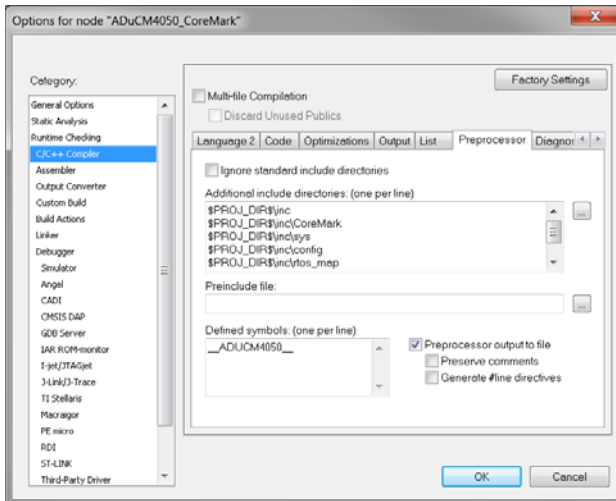 Options for node "ADuCM4050_CoreMark"
Category:
General Options
Static Analysis
Runtime Checking
C/C++ Compiler
Assembler
Output Converter
Custom Build
Build Actions
Linker
Debugger
Simulator
Angel
CADI
CMSIS DAP
GDB Server
IAR ROM-monitor
I-jet/JTAGjet
J-Link/J-Trace
TI Stellaris
Macraigor
PE micro
RDI
ST-LINK
Third-Party Driver
Factory Settings
Multi-file Compilation
Discard Unused Publics
Language 2 Code Optimizations Output List Preprocessor Diagnos
Ignore standard include directories
Additional include directories: (one per line)
$PROJ_DIR$\inc
$PROJ_DIR$\inc\CoreMark
$PROJ_DIR$\inc\sys
$PROJ_DIR$\inc\config
$PROJ_DIR$\inc\rtos_map
...
Preinclude file:
...
Defined symbols: (one per line)
__ADUCM4050__
Preprocessor output to file
Preserve comments
Generate #line directives
OK Cancel